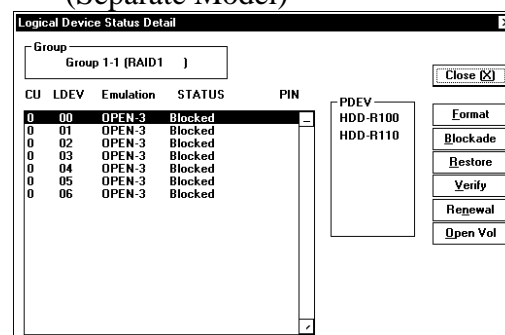 (Separate Model)
Logical Device Status Detail
Group
Group 1-1 (RAID1 )
Close (X)
CU LDEV Emulation STATUS PIN
PDEV
0 00 OPEN-3 Blocked
0 01 OPEN-3 Blocked
0 02 OPEN-3 Blocked
0 03 OPEN-3 Blocked
0 04 OPEN-3 Blocked
0 05 OPEN-3 Blocked
0 06 OPEN-3 Blocked
HDD-R100
HDD-R110
Format
Blockade
Restore
Verify
Renewal
Open Vol